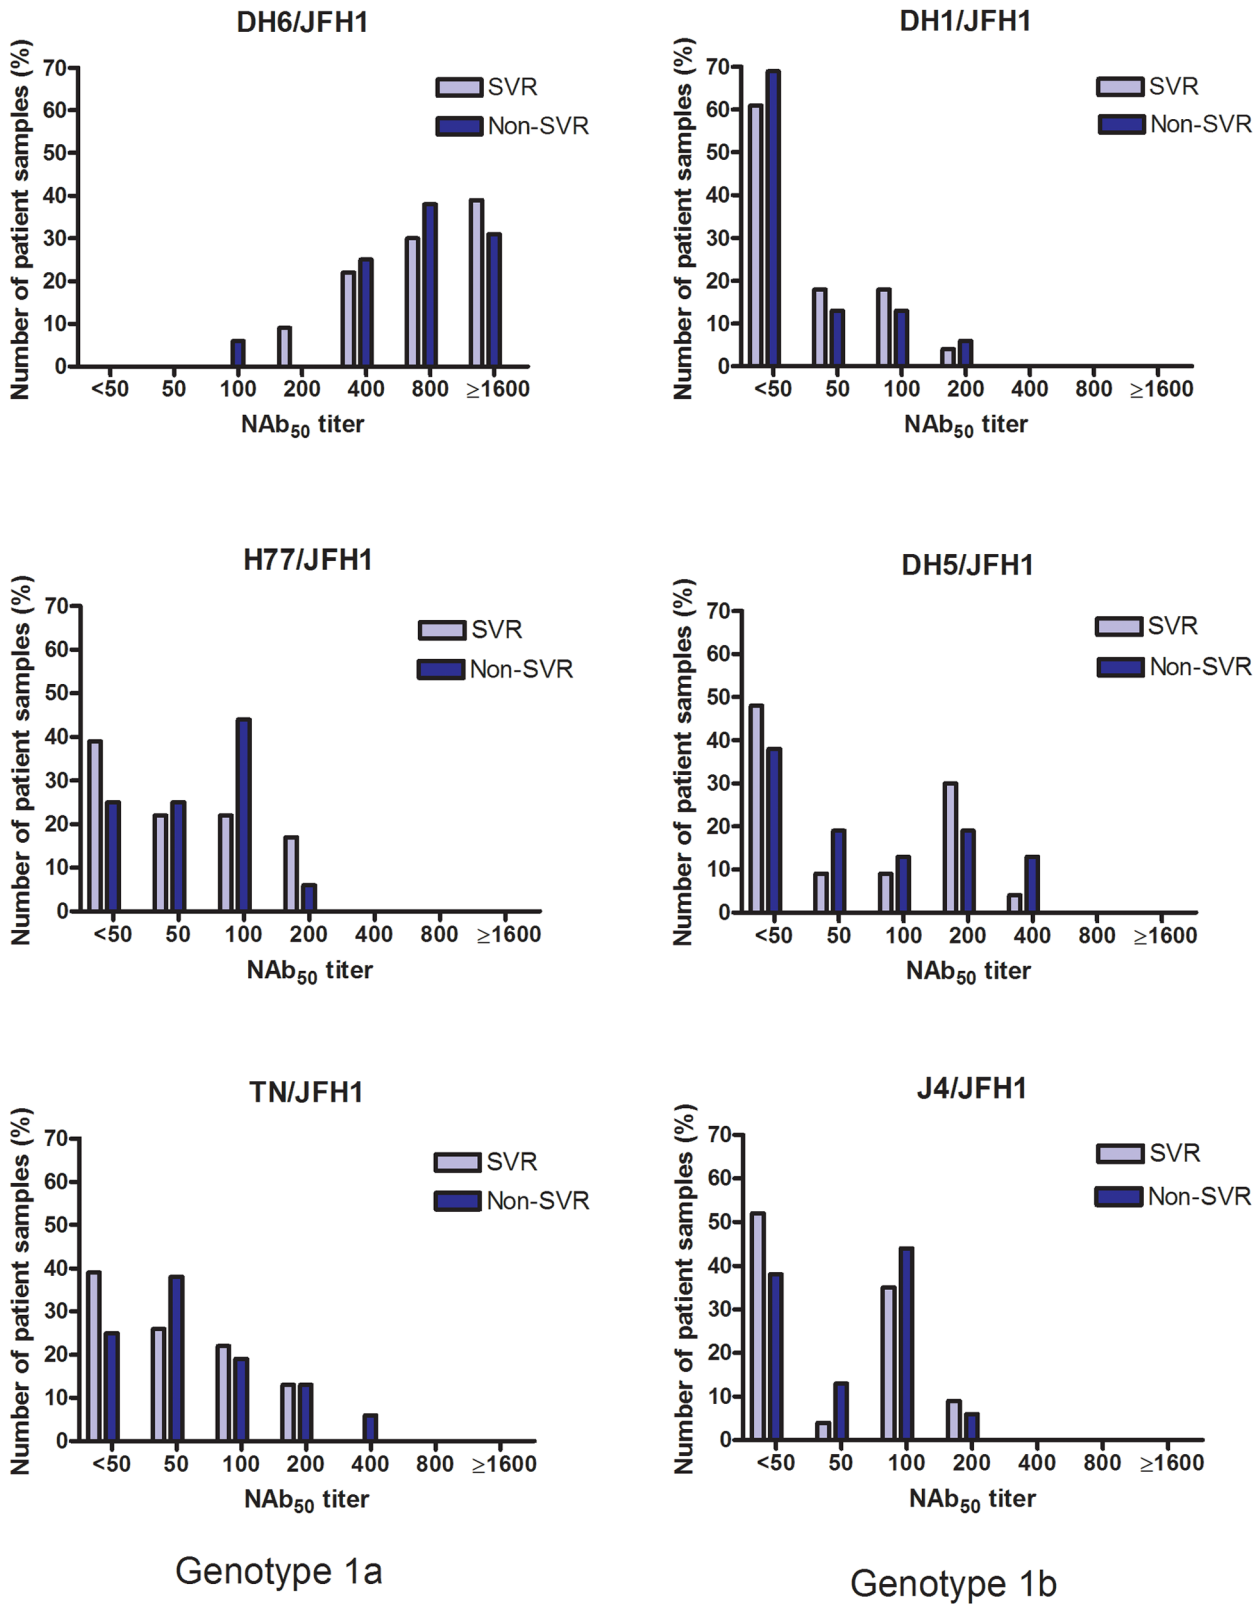 DH6/JFH1
Number of patient samples (%)
70
60
50
40
30
20
10
0
SVR
Non-SVR
<50 50 100 200 400 800 ≥1600
NAb50 titer
DH1/JFH1
Number of patient samples (%)
70
60
50
40
30
20
10
0
SVR
Non-SVR
<50 50 100 200 400 800 ≥1600
NAb50 titer
H77/JFH1
Number of patient samples (%)
70
60
50
40
30
20
10
0
SVR
Non-SVR
<50 50 100 200 400 800 ≥1600
NAb50 titer
DH5/JFH1
Number of patient samples (%)
70
60
50
40
30
20
10
0
SVR
Non-SVR
<50 50 100 200 400 800 ≥1600
NAb50 titer
TN/JFH1
Number of patient samples (%)
70
60
50
40
30
20
10
0
SVR
Non-SVR
<50 50 100 200 400 800 ≥1600
NAb50 titer
J4/JFH1
Number of patient samples (%)
70
60
50
40
30
20
10
0
SVR
Non-SVR
<50 50 100 200 400 800 ≥1600
NAb50 titer
Genotype 1a
Genotype 1b